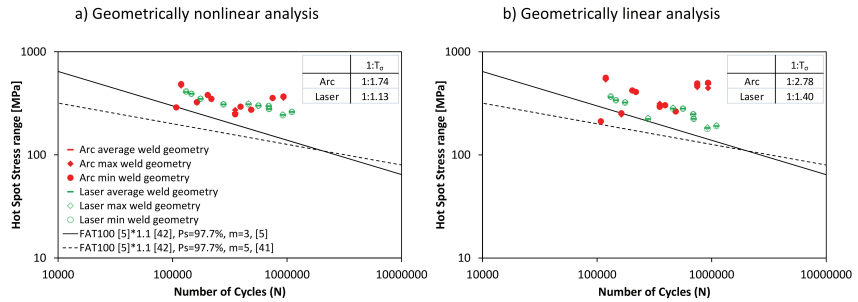 a) Geometrically nonlinear analysis
1000
100
10
10000
100000
1000000
10000000
Hot Spot Stress range [MPa]
Number of Cycles (N)
1:Tσ
Arc 1:1.74
Laser 1:1.13
Arc average weld geometry
Arc max weld geometry
Arc min weld geometry
Laser average weld geometry
Laser max weld geometry
Laser min weld geometry
FAT100 [5]*1.1 [42], Ps=97.7%, m=3, [5]
FAT100 [5]*1.1 [42], Ps=97.7%, m=5, [41]
b) Geometrically linear analysis
1000
100
10
10000
100000
1000000
10000000
Hot Spot Stress range [MPa]
Number of Cycles (N)
1:Tσ
Arc 1:2.78
Laser 1:1.40